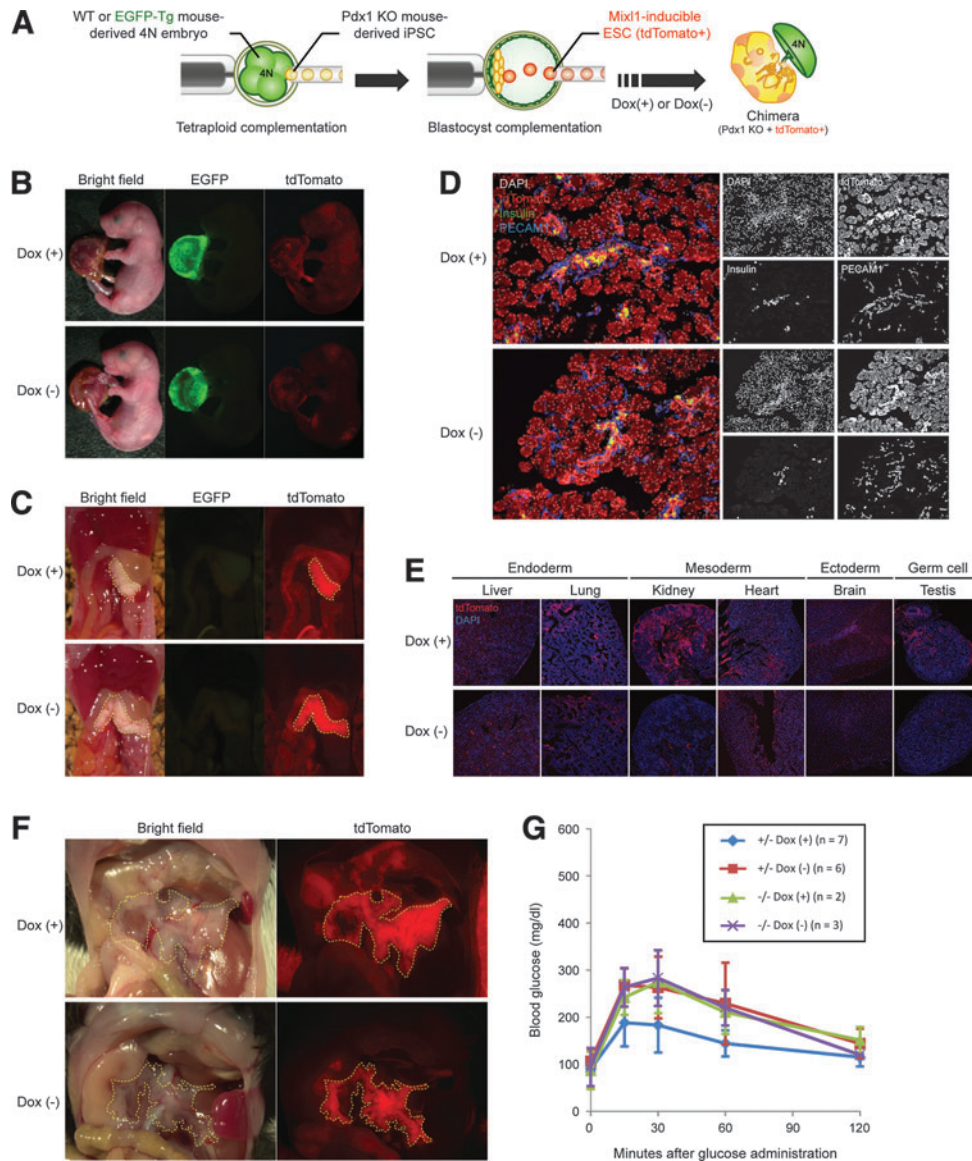 A
WT or EGFP-Tg mouse-
derived 4N embryo
Pdx1 KO mouse-
derived iPSC
Mixl1-inducible
ESC (tdTomato+)
4N
4N
Dox(+) or Dox(-)
Tetraploid complementation
Blastocyst complementation
Chimera
(Pdx1 KO + tdTomato+)
B
Bright field
EGFP
tdTomato
Dox (+)
Dox (-)
C
Bright field
EGFP
tdTomato
Dox (+)
Dox (-)
D
DAPI
tdTomato
Insulin
PECAM1
DAPI
tdTomato
Insulin
PECAM1
Dox (+)
Dox (-)
E
Endoderm
Mesoderm
Ectoderm
Germ cell
Liver
Lung
Kidney
Heart
Brain
Testis
tdTomato
DAPI
Dox (+)
Dox (-)
F
Bright field
tdTomato
Dox (+)
Dox (-)
G
Blood glucose (mg/dl)
600
500
400
300
200
100
0
+/- Dox (+) (n = 7)
+/- Dox (-) (n = 6)
-/- Dox (+) (n = 2)
-/- Dox (-) (n = 3)
0
30
60
90
120
Minutes after glucose administration